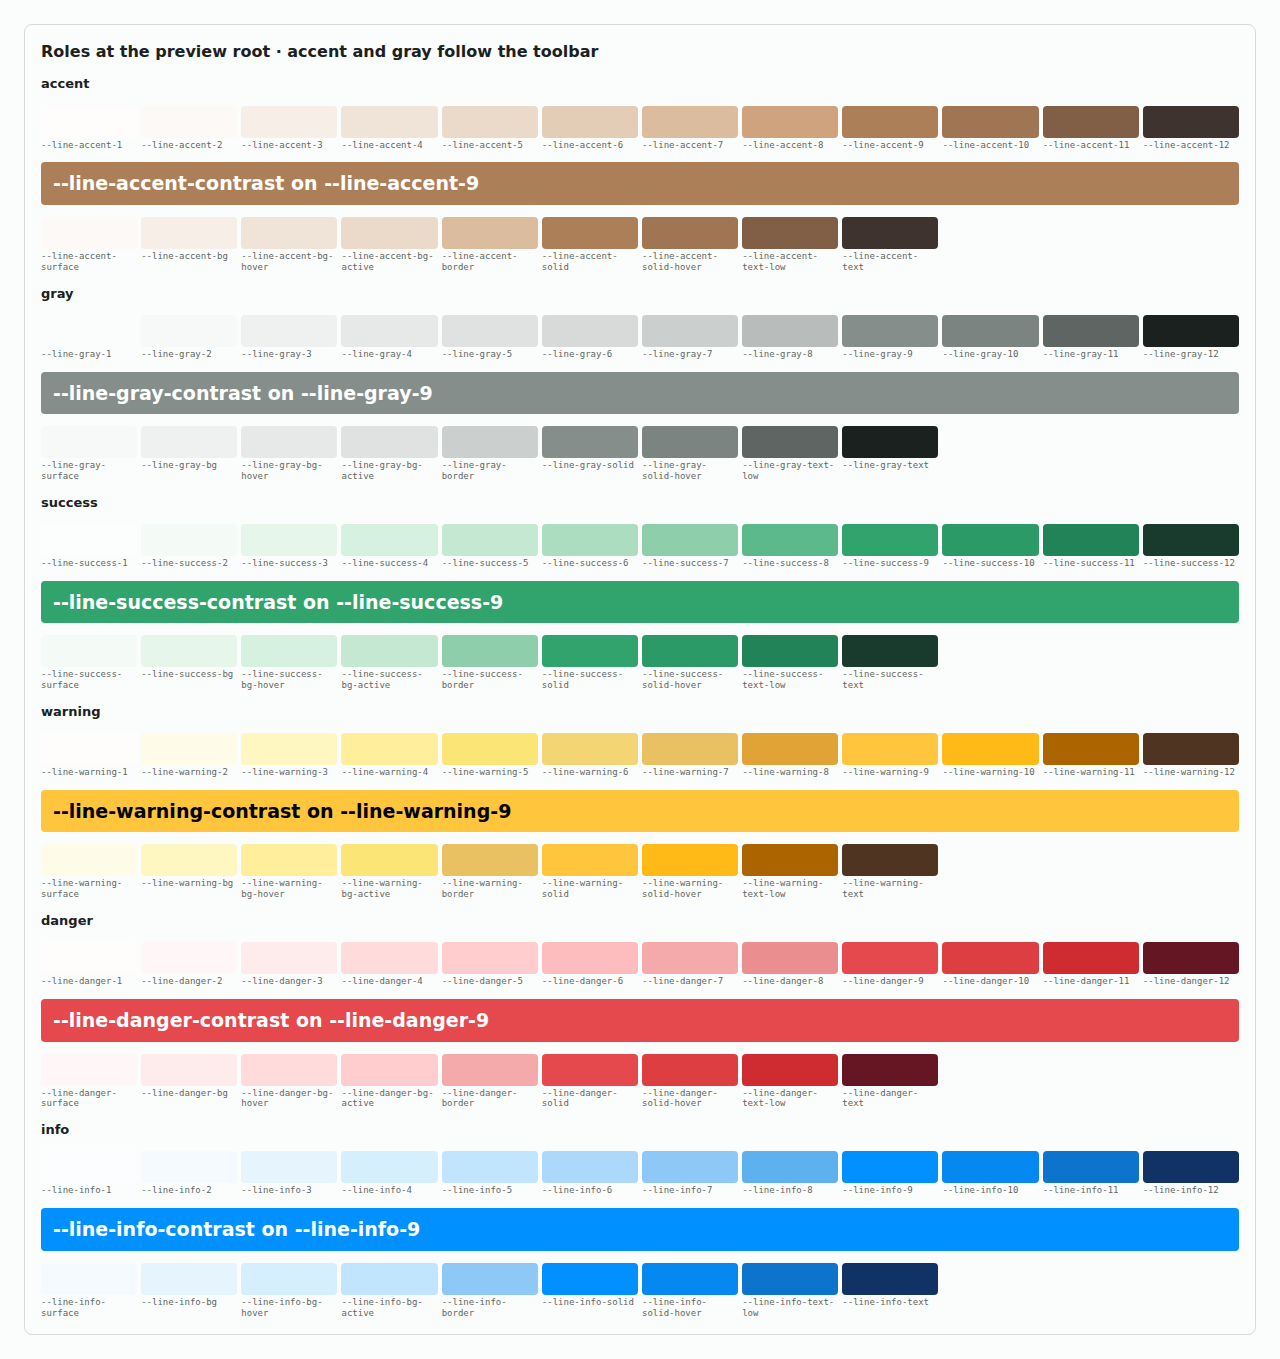 Roles at the preview root · accent and gray follow the toolbar
accent
--line-accent-1 --line-accent-2 --line-accent-3 --line-accent-4 --line-accent-5 --line-accent-6 --line-accent-7 --line-accent-8 --line-accent-9 --line-accent-10 --line-accent-11 --line-accent-12
--line-accent-contrast on --line-accent-9
--line-accent-surface --line-accent-bg --line-accent-bg-hover --line-accent-bg-active --line-accent-border --line-accent-solid --line-accent-solid-hover --line-accent-text-low --line-accent-text
gray
--line-gray-1 --line-gray-2 --line-gray-3 --line-gray-4 --line-gray-5 --line-gray-6 --line-gray-7 --line-gray-8 --line-gray-9 --line-gray-10 --line-gray-11 --line-gray-12
--line-gray-contrast on --line-gray-9
--line-gray-surface --line-gray-bg --line-gray-bg-hover --line-gray-bg-active --line-gray-border --line-gray-solid --line-gray-solid-hover --line-gray-text-low --line-gray-text
success
--line-success-1 --line-success-2 --line-success-3 --line-success-4 --line-success-5 --line-success-6 --line-success-7 --line-success-8 --line-success-9 --line-success-10 --line-success-11 --line-success-12
--line-success-contrast on --line-success-9
--line-success-surface --line-success-bg --line-success-bg-hover --line-success-bg-active --line-success-border --line-success-solid --line-success-solid-hover --line-success-text-low --line-success-text
warning
--line-warning-1 --line-warning-2 --line-warning-3 --line-warning-4 --line-warning-5 --line-warning-6 --line-warning-7 --line-warning-8 --line-warning-9 --line-warning-10 --line-warning-11 --line-warning-12
--line-warning-contrast on --line-warning-9
--line-warning-surface --line-warning-bg --line-warning-bg-hover --line-warning-bg-active --line-warning-border --line-warning-solid --line-warning-solid-hover --line-warning-text-low --line-warning-text
danger
--line-danger-1 --line-danger-2 --line-danger-3 --line-danger-4 --line-danger-5 --line-danger-6 --line-danger-7 --line-danger-8 --line-danger-9 --line-danger-10 --line-danger-11 --line-danger-12
--line-danger-contrast on --line-danger-9
--line-danger-surface --line-danger-bg --line-danger-bg-hover --line-danger-bg-active --line-danger-border --line-danger-solid --line-danger-solid-hover --line-danger-text-low --line-danger-text
info
--line-info-1 --line-info-2 --line-info-3 --line-info-4 --line-info-5 --line-info-6 --line-info-7 --line-info-8 --line-info-9 --line-info-10 --line-info-11 --line-info-12
--line-info-contrast on --line-info-9
--line-info-surface --line-info-bg --line-info-bg-hover --line-info-bg-active --line-info-border --line-info-solid --line-info-solid-hover --line-info-text-low --line-info-text